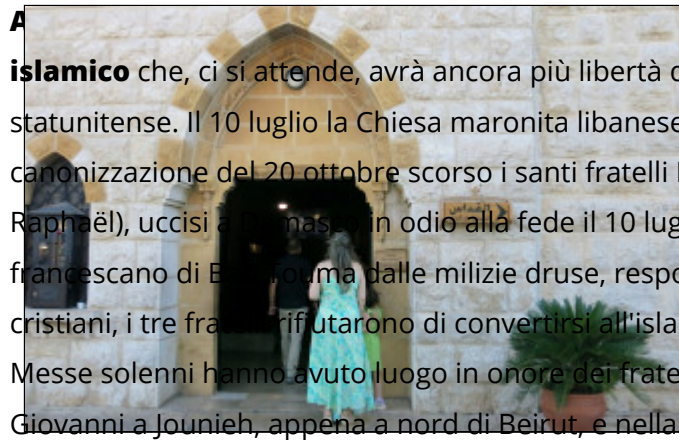 A
islamico che, ci si attende, avrà ancora più libertà d
statunitense. Il 10 luglio la Chiesa maronita libanese
canonizzazione del 20 ottobre scorso i santi fratelli
Raphaël), uccisi a Damasco in odio alla fede il 10 lug
francescano di Bab Touma dalle milizie druse, respo
cristiani, i tre fratelli rifiutarono di convertirsi all'isla
Messe solenni hanno avuto luogo in onore dei frate
Giovanni a Jounieh, appena a nord di Beirut, e nella